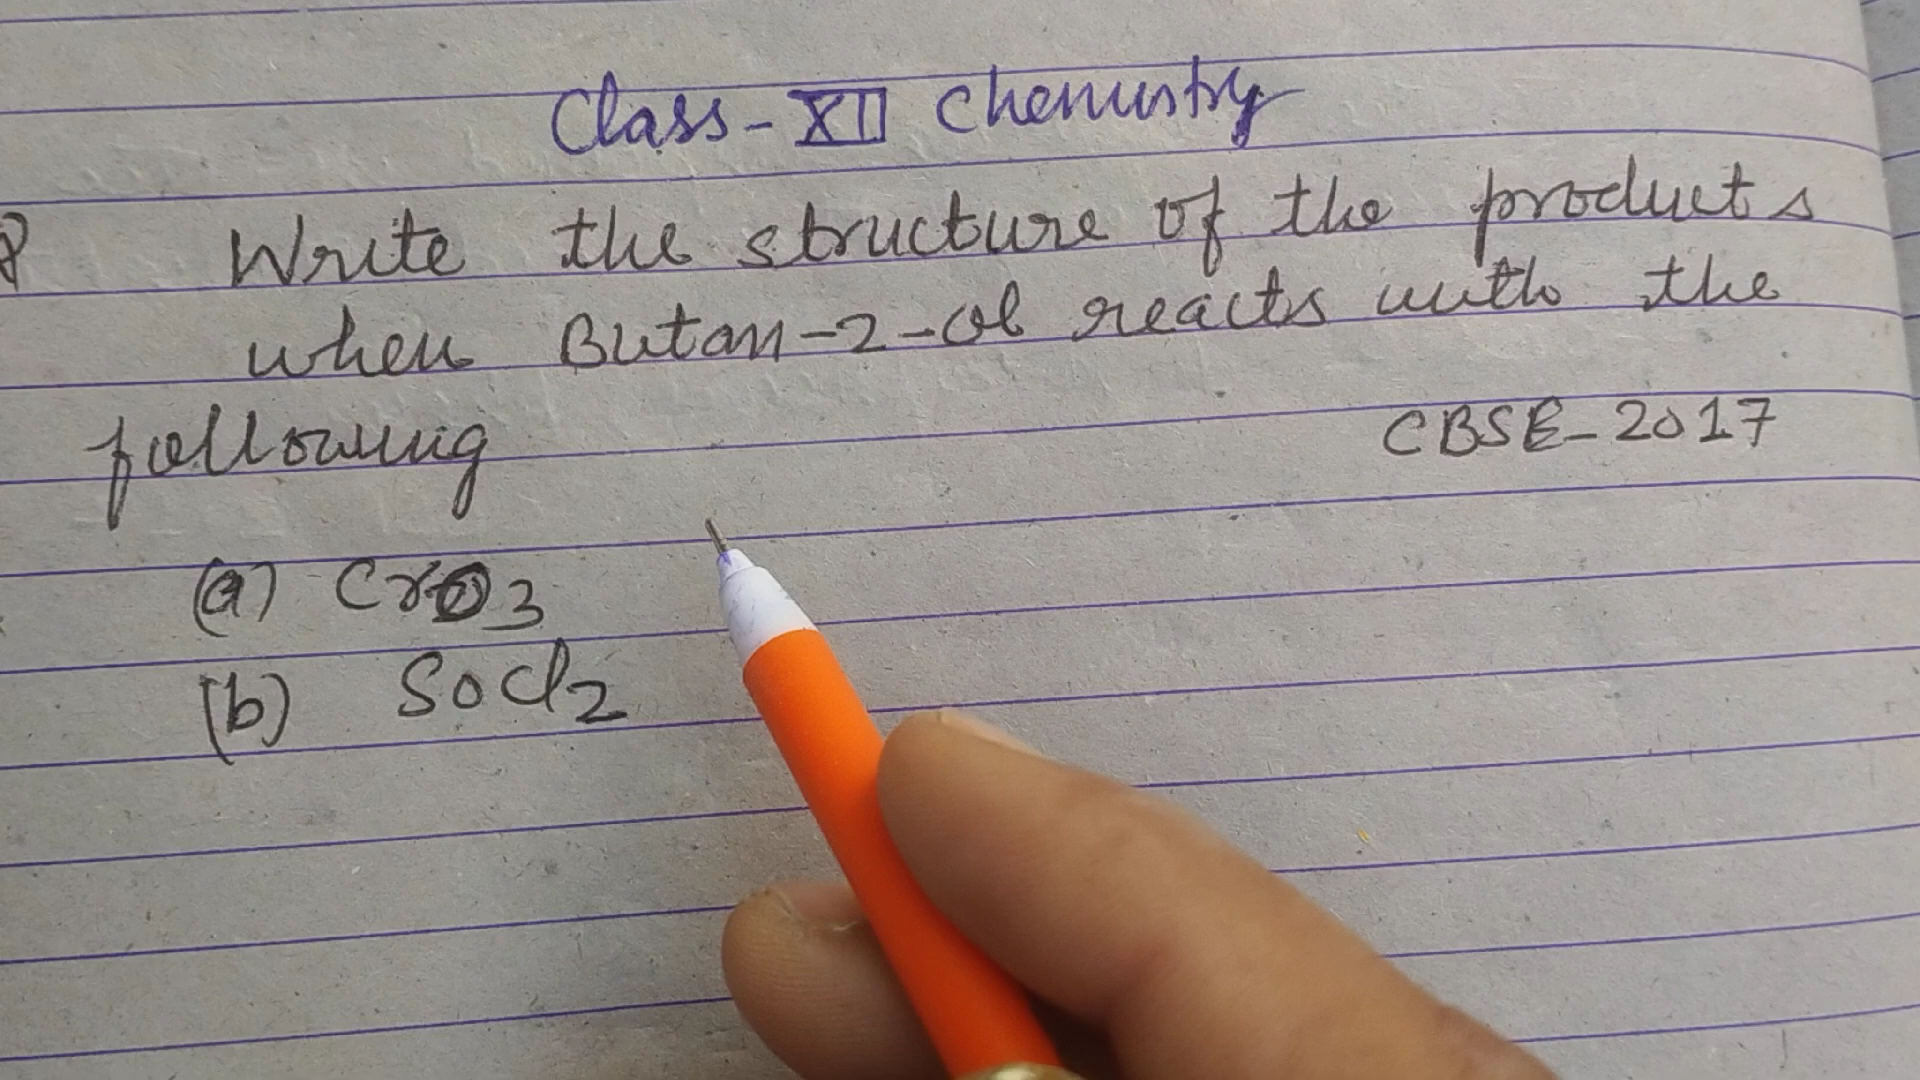 Class-XII Chemistry
Q Write the structure of the products
when Butan-2-ol reacts with the
following CBSE-2017
(a) CrO3
(b) SoCl2